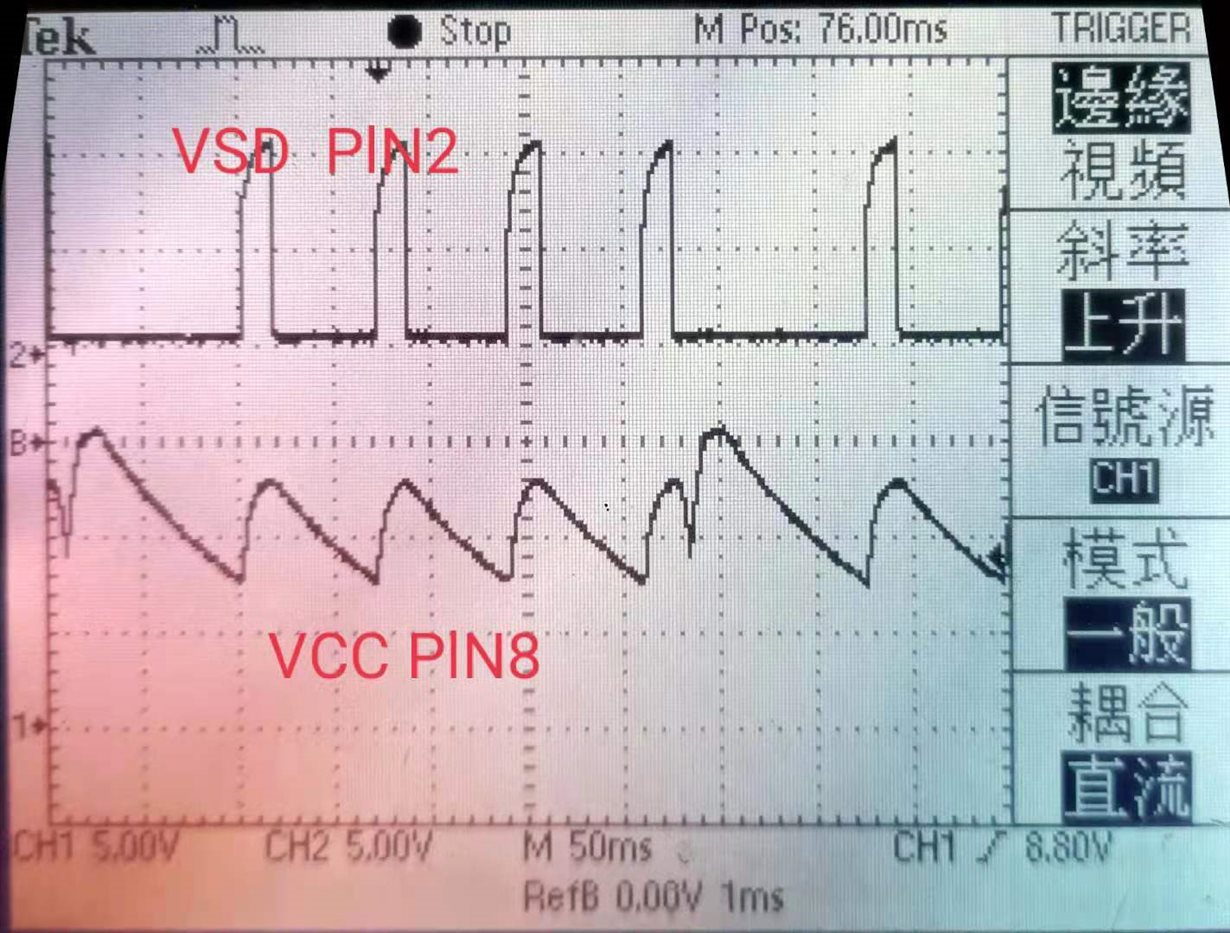 Tek Stop M Pos: 76.00ms TRIGGER
邊緣
視頻
VSD PIN2
斜率
上升
2
信號源
CH1
B
模式
一般
VCC PIN8
耦合
直流
1
CH1 5.00V CH2 5.00V M 50ms CH1 8.80V
RefB 0.00V 1ms